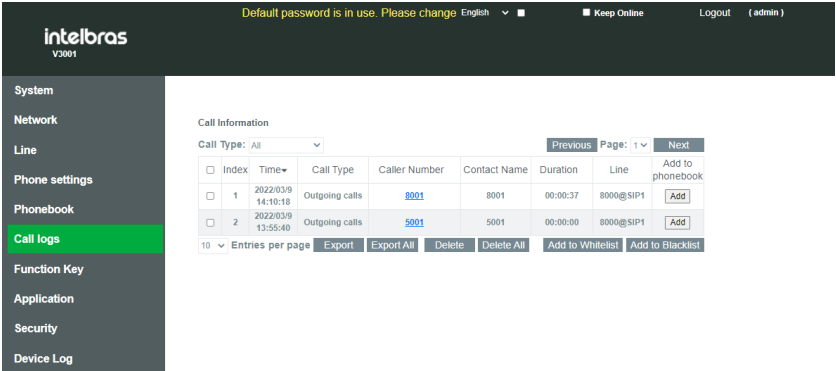 Default password is in use. Please change English Keep Online Logout ( admin )
intelbras
V3001
System
Network
Line
Phone settings
Phonebook
Call logs
Function Key
Application
Security
Device Log
Call Information
Call Type: All Previous Page: 1 Next
Index Time Call Type Caller Number Contact Name Duration Line Add to phonebook
1 2022/03/9 14:10:18 Outgoing calls 8001 8001 00:00:37 8000@SIP1 Add
2 2022/03/9 13:55:40 Outgoing calls 5001 5001 00:00:00 8000@SIP1 Add
10 Entries per page Export Export All Delete Delete All Add to Whitelist Add to Blacklist